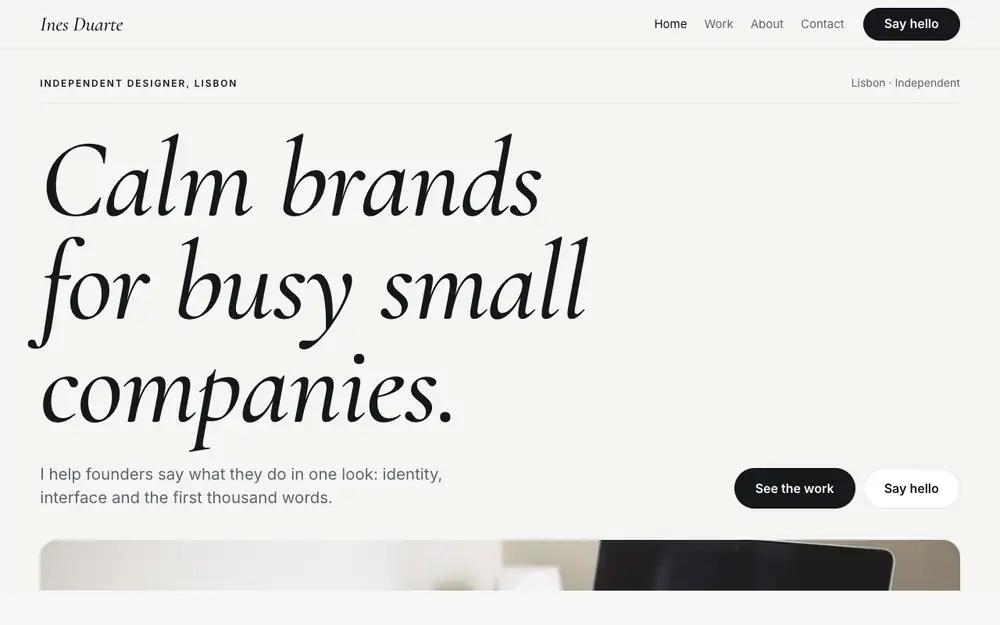 Ines Duarte
Home Work About Contact Say hello
INDEPENDENT DESIGNER, LISBON
Lisbon · Independent
Calm brands
for busy small
companies.
I help founders say what they do in one look: identity,
interface and the first thousand words.
See the work Say hello